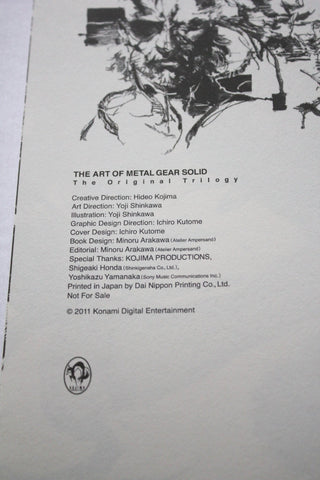 THE ART OF METAL GEAR SOLID
The Original Trilogy
Creative Direction: Hideo Kojima
Art Direction: Yoji Shinkawa
Illustration: Yoji Shinkawa
Graphic Design Direction: Ichiro Kutome
Cover Design: Ichiro Kutome
Book Design: Minoru Arakawa (Atelier Ampersand)
Editorial: Minoru Arakawa (Atelier Ampersand)
Special Thanks: KOJIMA PRODUCTIONS,
Shigeaki Honda (Shinkigensha Co., Ltd.),
Yoshikazu Yamanaka (Sony Music Communications Inc.)
Printed in Japan by Dai Nippon Printing Co., Ltd.
Not For Sale
© 2011 Konami Digital Entertainment